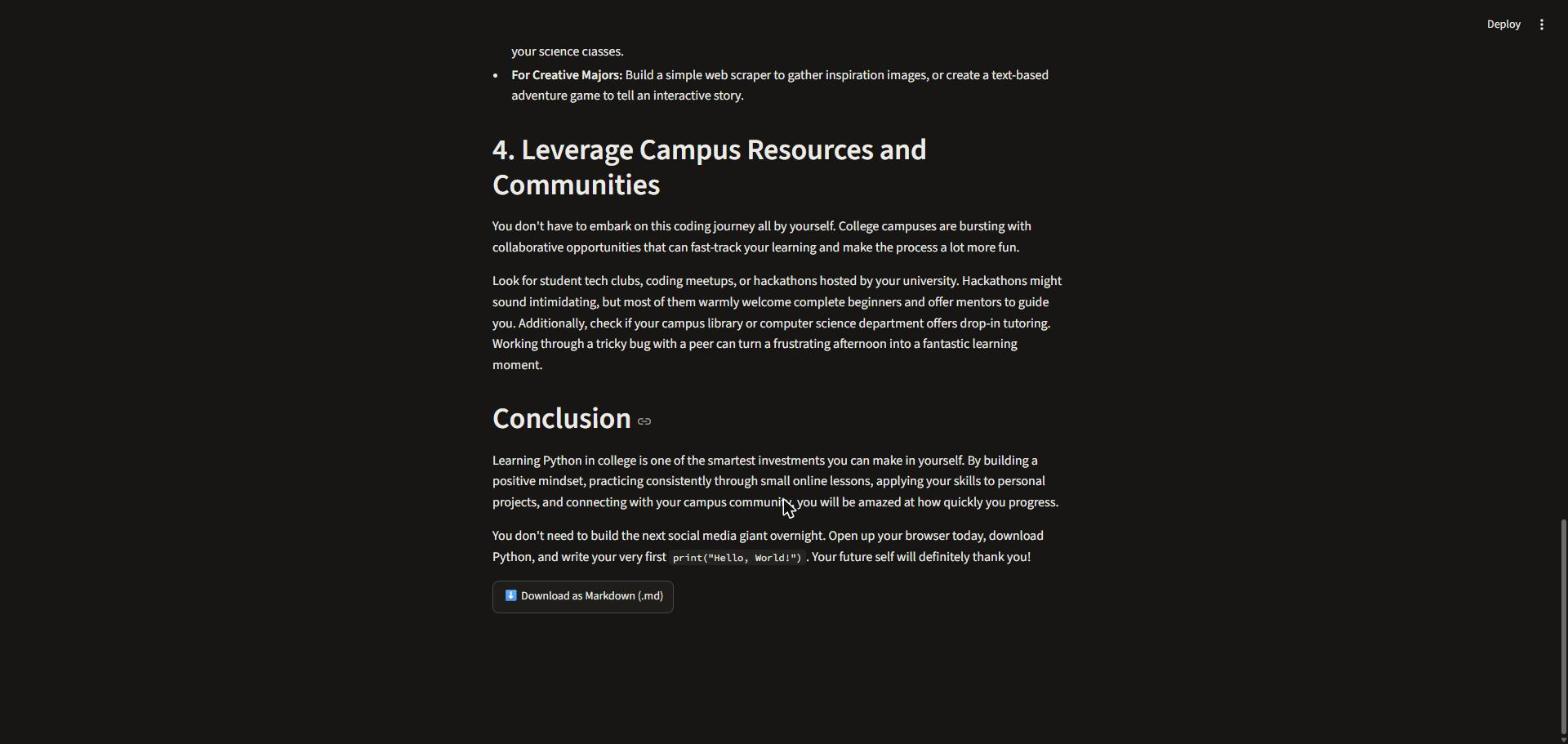 Deploy
your science classes.
• For Creative Majors: Build a simple web scraper to gather inspiration images, or create a text-based
adventure game to tell an interactive story.
4. Leverage Campus Resources and
Communities
You don't have to embark on this coding journey all by yourself. College campuses are bursting with
collaborative opportunities that can fast-track your learning and make the process a lot more fun.
Look for student tech clubs, coding meetups, or hackathons hosted by your university. Hackathons might
sound intimidating, but most of them warmly welcome complete beginners and offer mentors to guide
you. Additionally, check if your campus library or computer science department offers drop-in tutoring.
Working through a tricky bug with a peer can turn a frustrating afternoon into a fantastic learning
moment.
Conclusion
Learning Python in college is one of the smartest investments you can make in yourself. By building a
positive mindset, practicing consistently through small online lessons, applying your skills to personal
projects, and connecting with your campus community, you will be amazed at how quickly you progress.
You don't need to build the next social media giant overnight. Open up your browser today, download
Python, and write your very first print("Hello, World!"). Your future self will definitely thank you!
Download as Markdown (.md)